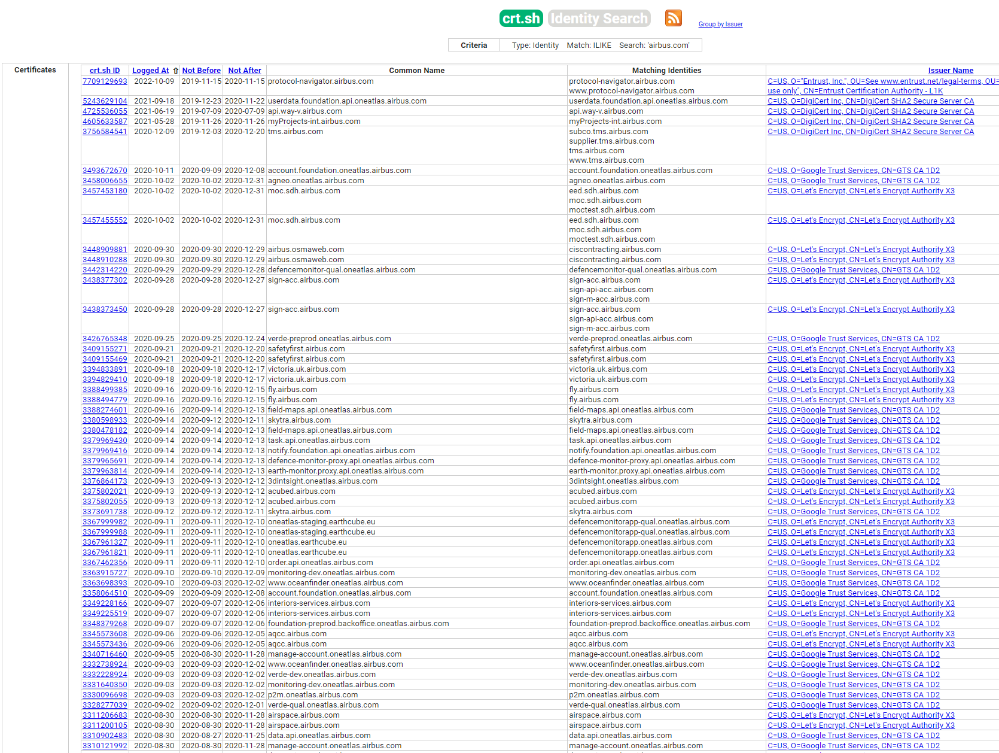 crt.sh Identity Search Group by Issuer
Criteria Type: Identity Match: ILIKE Search: 'airbus.com'
Certificates crt.sh ID Logged At ⇧ Not Before Not After Common Name Matching Identities Issuer Name
7709129693 2022-10-09 2019-11-15 2020-11-15 protocol-navigator.airbus.com protocol-navigator.airbus.com C=US, O="Entrust, Inc.", OU=See www.entrust.net/legal-terms, OU=
www.protocol-navigator.airbus.com use only", CN=Entrust Certification Authority - L1K
5243629104 2021-09-18 2019-12-23 2020-11-22 userdata.foundation.api.oneatlas.airbus.com userdata.foundation.api.oneatlas.airbus.com C=US, O=DigiCert Inc, CN=DigiCert SHA2 Secure Server CA
4725536055 2021-06-19 2019-07-09 2020-07-09 api.way-v.airbus.com api.way-v.airbus.com C=US, O=DigiCert Inc, CN=DigiCert SHA2 Secure Server CA
4605633587 2021-05-28 2019-11-26 2020-11-26 myProjects-int.airbus.com myProjects-int.airbus.com C=US, O=DigiCert Inc, CN=DigiCert SHA2 Secure Server CA
3756584541 2020-12-09 2019-12-03 2020-12-20 tms.airbus.com subco.tms.airbus.com C=US, O=DigiCert Inc, CN=DigiCert SHA2 Secure Server CA
supplier.tms.airbus.com
tms.airbus.com
www.tms.airbus.com
3493672670 2020-10-11 2020-09-09 2020-12-08 account.foundation.oneatlas.airbus.com account.foundation.oneatlas.airbus.com C=US, O=Google Trust Services, CN=GTS CA 1D2
3458006655 2020-10-02 2020-10-02 2020-12-31 agneo.oneatlas.airbus.com agneo.oneatlas.airbus.com C=US, O=Google Trust Services, CN=GTS CA 1D2
3457453180 2020-10-02 2020-10-02 2020-12-31 moc.sdh.airbus.com eed.sdh.airbus.com C=US, O=Let's Encrypt, CN=Let's Encrypt Authority X3
moc.sdh.airbus.com
moctest.sdh.airbus.com
3457455552 2020-10-02 2020-10-02 2020-12-31 moc.sdh.airbus.com eed.sdh.airbus.com C=US, O=Let's Encrypt, CN=Let's Encrypt Authority X3
moc.sdh.airbus.com
moctest.sdh.airbus.com
3448909881 2020-09-30 2020-09-30 2020-12-29 airbus.osmaweb.com ciscontracting.airbus.com C=US, O=Let's Encrypt, CN=Let's Encrypt Authority X3
3448910288 2020-09-30 2020-09-30 2020-12-29 airbus.osmaweb.com ciscontracting.airbus.com C=US, O=Let's Encrypt, CN=Let's Encrypt Authority X3
3442314220 2020-09-29 2020-09-29 2020-12-28 defencemonitor-qual.oneatlas.airbus.com defencemonitor-qual.oneatlas.airbus.com C=US, O=Google Trust Services, CN=GTS CA 1D2
3438377302 2020-09-28 2020-09-28 2020-12-27 sign-acc.airbus.com sign-acc.airbus.com C=US, O=Let's Encrypt, CN=Let's Encrypt Authority X3
sign-api-acc.airbus.com
sign-m-acc.airbus.com
3438373450 2020-09-28 2020-09-28 2020-12-27 sign-acc.airbus.com sign-acc.airbus.com C=US, O=Let's Encrypt, CN=Let's Encrypt Authority X3
sign-api-acc.airbus.com
sign-m-acc.airbus.com
3426765348 2020-09-25 2020-09-25 2020-12-24 verde-preprod.oneatlas.airbus.com verde-preprod.oneatlas.airbus.com C=US, O=Google Trust Services, CN=GTS CA 1D2
3409155271 2020-09-21 2020-09-21 2020-12-20 safetyfirst.airbus.com safetyfirst.airbus.com C=US, O=Let's Encrypt, CN=Let's Encrypt Authority X3
3409155469 2020-09-21 2020-09-21 2020-12-20 safetyfirst.airbus.com safetyfirst.airbus.com C=US, O=Let's Encrypt, CN=Let's Encrypt Authority X3
3394833891 2020-09-18 2020-09-18 2020-12-17 victoria.uk.airbus.com victoria.uk.airbus.com C=US, O=Let's Encrypt, CN=Let's Encrypt Authority X3
3394829410 2020-09-18 2020-09-18 2020-12-17 victoria.uk.airbus.com victoria.uk.airbus.com C=US, O=Let's Encrypt, CN=Let's Encrypt Authority X3
3388499385 2020-09-16 2020-09-16 2020-12-15 fly.airbus.com fly.airbus.com C=US, O=Let's Encrypt, CN=Let's Encrypt Authority X3
3388494779 2020-09-16 2020-09-16 2020-12-15 fly.airbus.com fly.airbus.com C=US, O=Let's Encrypt, CN=Let's Encrypt Authority X3
3388274601 2020-09-16 2020-09-14 2020-12-13 field-maps.api.oneatlas.airbus.com field-maps.api.oneatlas.airbus.com C=US, O=Google Trust Services, CN=GTS CA 1D2
3380598933 2020-09-14 2020-09-12 2020-12-11 skytra.airbus.com skytra.airbus.com C=US, O=Google Trust Services, CN=GTS CA 1D2
3380478182 2020-09-14 2020-09-14 2020-12-13 field-maps.api.oneatlas.airbus.com field-maps.api.oneatlas.airbus.com C=US, O=Google Trust Services, CN=GTS CA 1D2
3379969430 2020-09-14 2020-09-14 2020-12-13 task.api.oneatlas.airbus.com task.api.oneatlas.airbus.com C=US, O=Google Trust Services, CN=GTS CA 1D2
3379969416 2020-09-14 2020-09-14 2020-12-13 notify.foundation.api.oneatlas.airbus.com notify.foundation.api.oneatlas.airbus.com C=US, O=Google Trust Services, CN=GTS CA 1D2
3379965691 2020-09-14 2020-09-14 2020-12-13 defence-monitor-proxy.api.oneatlas.airbus.com defence-monitor-proxy.api.oneatlas.airbus.com C=US, O=Google Trust Services, CN=GTS CA 1D2
3379963814 2020-09-14 2020-09-14 2020-12-13 earth-monitor.proxy.api.oneatlas.airbus.com earth-monitor.proxy.api.oneatlas.airbus.com C=US, O=Google Trust Services, CN=GTS CA 1D2
3376864173 2020-09-13 2020-09-13 2020-12-12 3dintsight.oneatlas.airbus.com 3dintsight.oneatlas.airbus.com C=US, O=Google Trust Services, CN=GTS CA 1D2
3375802021 2020-09-13 2020-09-13 2020-12-12 acubed.airbus.com acubed.airbus.com C=US, O=Let's Encrypt, CN=Let's Encrypt Authority X3
3375802055 2020-09-13 2020-09-13 2020-12-12 acubed.airbus.com acubed.airbus.com C=US, O=Let's Encrypt, CN=Let's Encrypt Authority X3
3373691738 2020-09-12 2020-09-12 2020-12-11 skytra.airbus.com skytra.airbus.com C=US, O=Google Trust Services, CN=GTS CA 1D2
3367999982 2020-09-11 2020-09-11 2020-12-10 oneatlas-staging.earthcube.eu defencemonitorapp-qual.oneatlas.airbus.com C=US, O=Let's Encrypt, CN=Let's Encrypt Authority X3
3367999988 2020-09-11 2020-09-11 2020-12-10 oneatlas-staging.earthcube.eu defencemonitorapp-qual.oneatlas.airbus.com C=US, O=Let's Encrypt, CN=Let's Encrypt Authority X3
3367961327 2020-09-11 2020-09-11 2020-12-10 oneatlas.earthcube.eu defencemonitorapp.oneatlas.airbus.com C=US, O=Let's Encrypt, CN=Let's Encrypt Authority X3
3367961821 2020-09-11 2020-09-11 2020-12-10 oneatlas.earthcube.eu defencemonitorapp.oneatlas.airbus.com C=US, O=Let's Encrypt, CN=Let's Encrypt Authority X3
3367462356 2020-09-11 2020-09-11 2020-12-10 order.api.oneatlas.airbus.com order.api.oneatlas.airbus.com C=US, O=Google Trust Services, CN=GTS CA 1D2
3363915727 2020-09-10 2020-09-10 2020-12-09 monitoring-dev.oneatlas.airbus.com monitoring-dev.oneatlas.airbus.com C=US, O=Google Trust Services, CN=GTS CA 1D2
3363698393 2020-09-10 2020-09-03 2020-12-02 www.oceanfinder.oneatlas.airbus.com www.oceanfinder.oneatlas.airbus.com C=US, O=Google Trust Services, CN=GTS CA 1D2
3358064510 2020-09-09 2020-09-09 2020-12-08 account.foundation.oneatlas.airbus.com account.foundation.oneatlas.airbus.com C=US, O=Google Trust Services, CN=GTS CA 1D2
3349228166 2020-09-07 2020-09-07 2020-12-06 interiors-services.airbus.com interiors-services.airbus.com C=US, O=Let's Encrypt, CN=Let's Encrypt Authority X3
3349225519 2020-09-07 2020-09-07 2020-12-06 interiors-services.airbus.com interiors-services.airbus.com C=US, O=Let's Encrypt, CN=Let's Encrypt Authority X3
3348379268 2020-09-07 2020-09-07 2020-12-06 foundation-preprod.backoffice.oneatlas.airbus.com foundation-preprod.backoffice.oneatlas.airbus.com C=US, O=Google Trust Services, CN=GTS CA 1D2
3345573608 2020-09-06 2020-09-06 2020-12-05 aqcc.airbus.com aqcc.airbus.com C=US, O=Let's Encrypt, CN=Let's Encrypt Authority X3
3345573436 2020-09-06 2020-09-06 2020-12-05 aqcc.airbus.com aqcc.airbus.com C=US, O=Let's Encrypt, CN=Let's Encrypt Authority X3
3340716460 2020-09-05 2020-08-30 2020-11-28 manage-account.oneatlas.airbus.com manage-account.oneatlas.airbus.com C=US, O=Google Trust Services, CN=GTS CA 1D2
3332738924 2020-09-03 2020-09-03 2020-12-02 www.oceanfinder.oneatlas.airbus.com www.oceanfinder.oneatlas.airbus.com C=US, O=Google Trust Services, CN=GTS CA 1D2
3332228924 2020-09-03 2020-09-03 2020-12-02 verde-dev.oneatlas.airbus.com verde-dev.oneatlas.airbus.com C=US, O=Google Trust Services, CN=GTS CA 1D2
3331640350 2020-09-03 2020-09-03 2020-12-02 monitoring-dev.oneatlas.airbus.com monitoring-dev.oneatlas.airbus.com C=US, O=Google Trust Services, CN=GTS CA 1D2
3330096698 2020-09-03 2020-09-03 2020-12-02 p2m.oneatlas.airbus.com p2m.oneatlas.airbus.com C=US, O=Google Trust Services, CN=GTS CA 1D2
3328277039 2020-09-02 2020-09-02 2020-12-01 verde-qual.oneatlas.airbus.com verde-qual.oneatlas.airbus.com C=US, O=Google Trust Services, CN=GTS CA 1D2
3311206683 2020-08-30 2020-08-30 2020-11-28 airspace.airbus.com airspace.airbus.com C=US, O=Let's Encrypt, CN=Let's Encrypt Authority X3
3311200105 2020-08-30 2020-08-30 2020-11-28 airspace.airbus.com airspace.airbus.com C=US, O=Let's Encrypt, CN=Let's Encrypt Authority X3
3310902483 2020-08-30 2020-08-27 2020-11-25 data.api.oneatlas.airbus.com data.api.oneatlas.airbus.com C=US, O=Google Trust Services, CN=GTS CA 1D2
3310121992 2020-08-30 2020-08-30 2020-11-28 manage-account.oneatlas.airbus.com manage-account.oneatlas.airbus.com C=US, O=Google Trust Services, CN=GTS CA 1D2